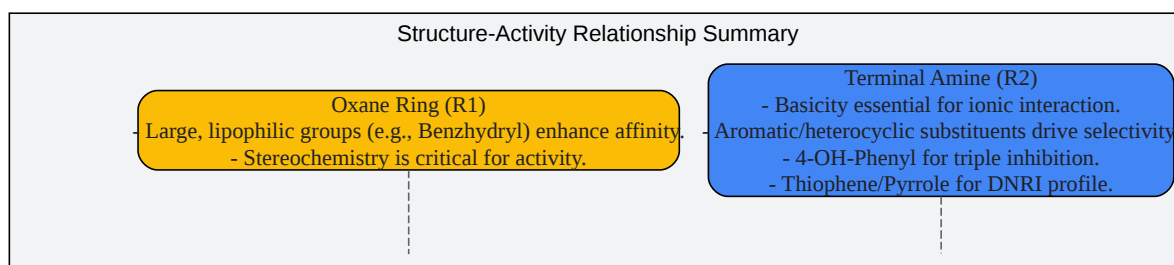 Structure-Activity Relationship Summary
Oxane Ring (R1)
- Large, lipophilic groups (e.g., Benzhydryl) enhance affinity.
- Stereochemistry is critical for activity.
Terminal Amine (R2)
- Basicity essential for ionic interaction.
- Aromatic/heterocyclic substituents drive selectivity
- 4-OH-Phenyl for triple inhibition.
- Thiophene/Pyrrole for DNRI profile.